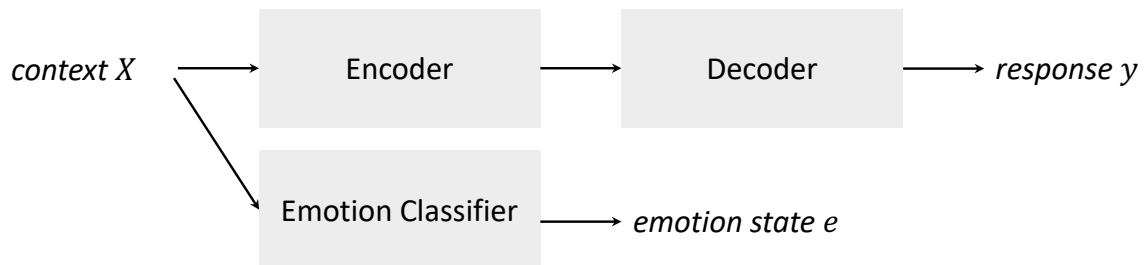 context X
Encoder
Decoder
response y
Emotion Classifier
emotion state e